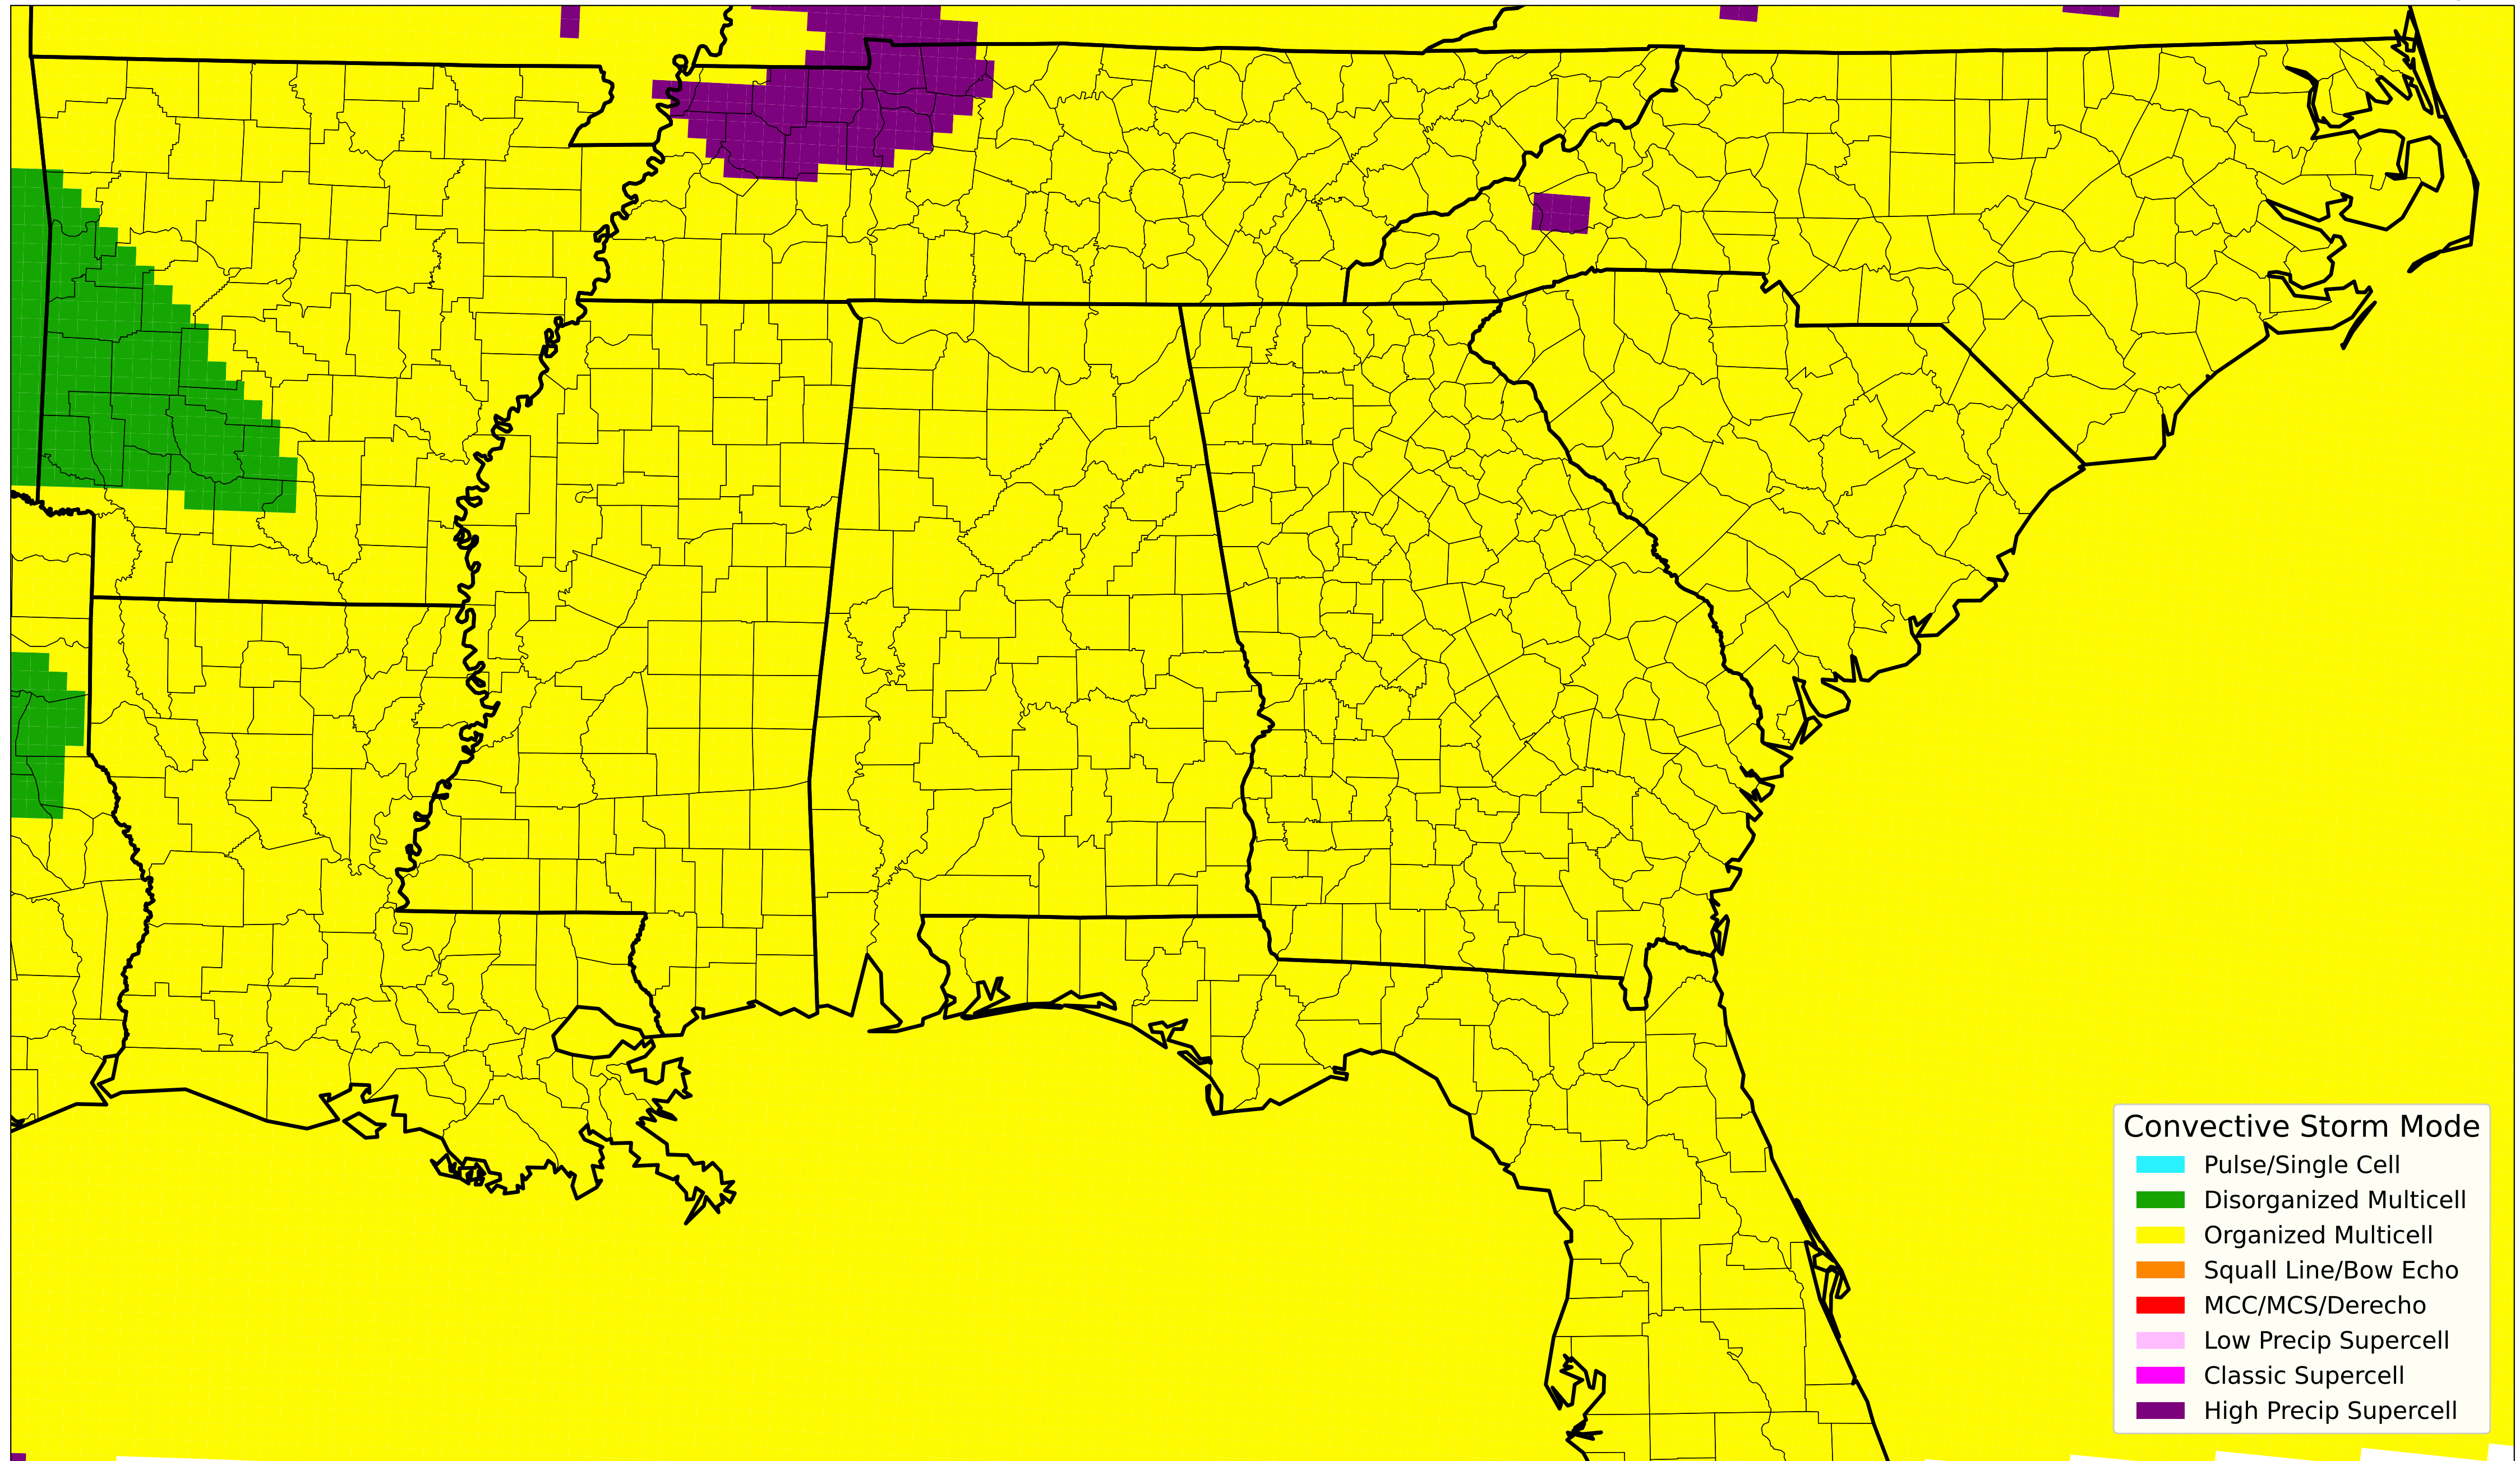 Convective Storm Mode
Pulse/Single Cell
Disorganized Multicell
Organized Multicell
Squall Line/Bow Echo
MCC/MCS/Derecho
Low Precip Supercell
Classic Supercell
High Precip Supercell